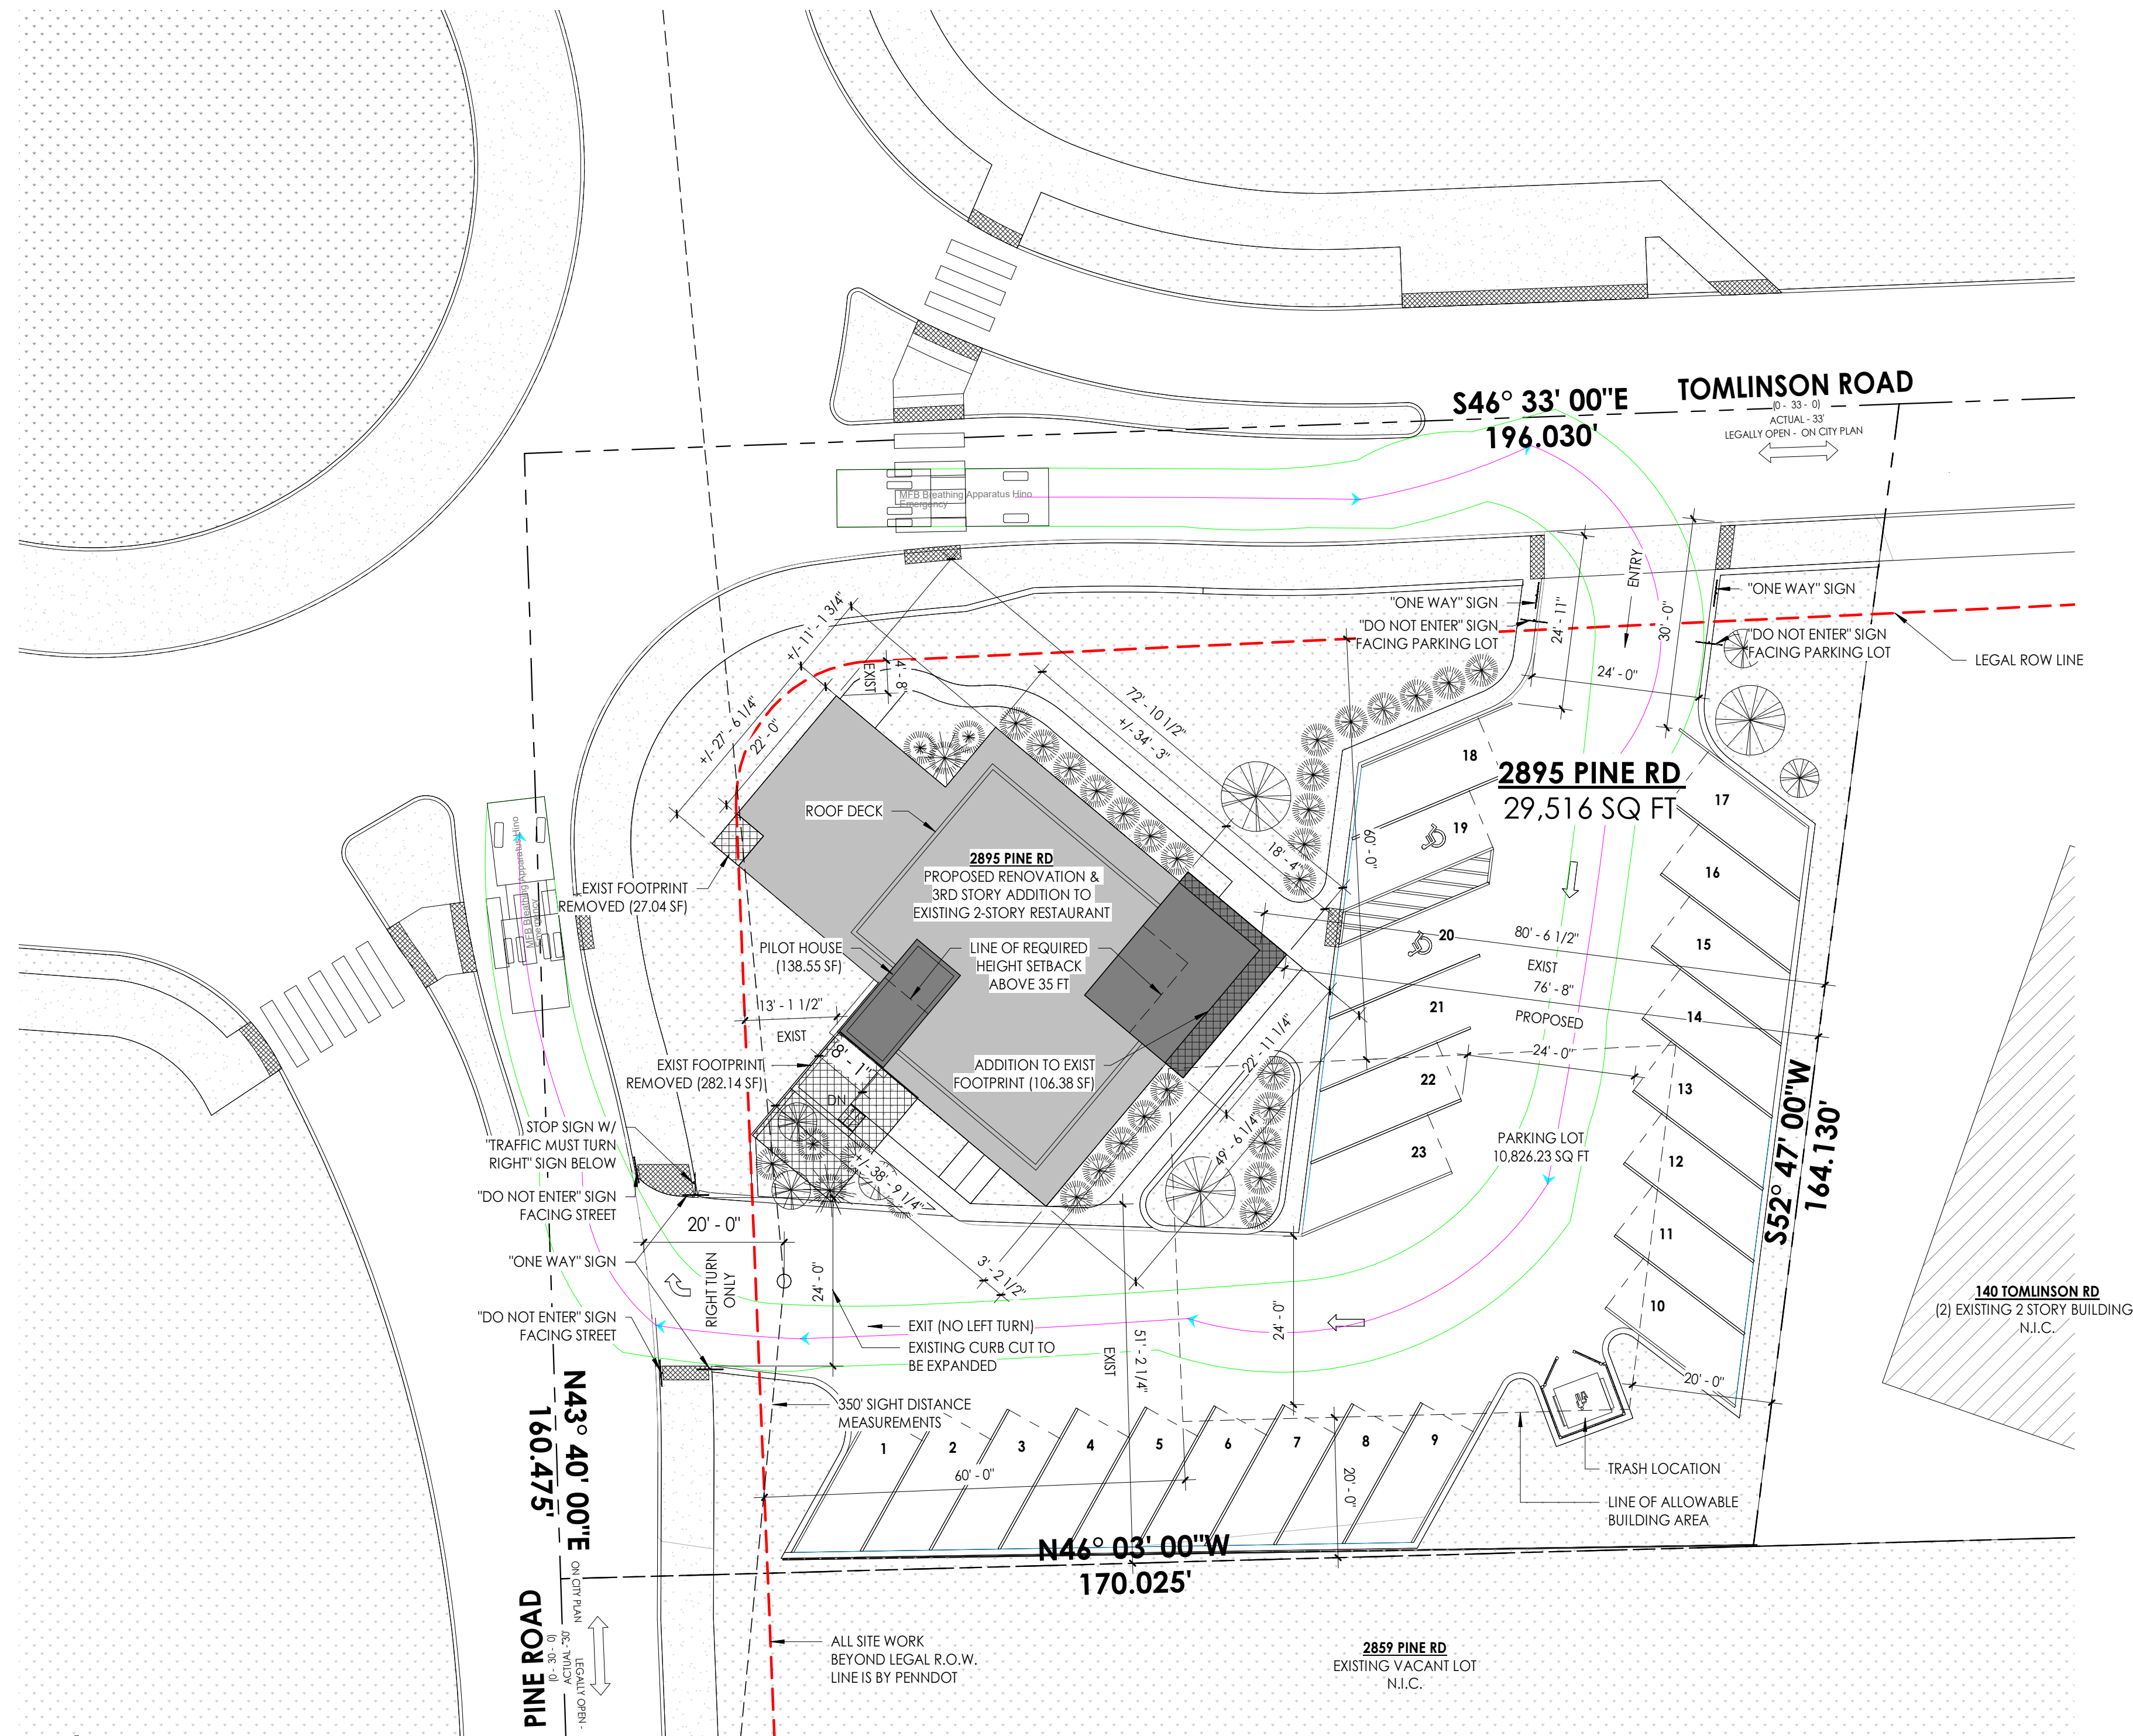 S46° 33' 00"E
196.030'
TOMLINSON ROAD
(0 - 33 - 0)
ACTUAL - 33'
LEGALLY OPEN - ON CITY PLAN
MFB Breathing Apparatus Hino
Emergency
ENTRY
"ONE WAY" SIGN
"DO NOT ENTER" SIGN
FACING PARKING LOT
24' - 11"
30' - 0"
24' - 0"
"ONE WAY" SIGN
"DO NOT ENTER" SIGN
FACING PARKING LOT
LEGAL ROW LINE
+/- 11' - 1 3/4"
4' - 8"
EXIST
+/- 27' - 6 1/4"
22' - 0"
72' - 10 1/2"
+/- 34' - 3"
18' - 4"
60' - 0"
18
2895 PINE RD
29,516 SQ FT
17
19
16
20
15
21
14
22
13
23
12
11
10
ROOF DECK
2895 PINE RD
PROPOSED RENOVATION &
3RD STORY ADDITION TO
EXISTING 2-STORY RESTAURANT
EXIST FOOTPRINT
REMOVED (27.04 SF)
PILOT HOUSE
(138.55 SF)
LINE OF REQUIRED
HEIGHT SETBACK
ABOVE 35 FT
80' - 6 1/2"
EXIST
76' - 8"
PROPOSED
24' - 0"
13' - 1 1/2"
EXIST
8' - 1"
DN
EXIST FOOTPRINT
REMOVED (282.14 SF)
ADDITION TO EXIST
FOOTPRINT (106.38 SF)
22' - 11 1/4"
49' - 6 1/4"
+/- 38' - 9 1/4"
3' - 2 1/2"
MFB Breathing Apparatus Hino
Emergency
STOP SIGN W/
"TRAFFIC MUST TURN
RIGHT" SIGN BELOW
"DO NOT ENTER" SIGN
FACING STREET
20' - 0"
"ONE WAY" SIGN
RIGHT TURN
ONLY
24' - 0"
"DO NOT ENTER" SIGN
FACING STREET
EXIT (NO LEFT TURN)
EXISTING CURB CUT TO
BE EXPANDED
EXIST
51' - 2 1/4"
24' - 0"
PARKING LOT
10,826.23 SQ FT
S52° 47' 00"W
164.130'
140 TOMLINSON RD
(2) EXISTING 2 STORY BUILDING
N.I.C.
20' - 0"
350' SIGHT DISTANCE
MEASUREMENTS
1
2
3
4
5
6
7
8
9
60' - 0"
20' - 0"
TRASH LOCATION
LINE OF ALLOWABLE
BUILDING AREA
N43° 40' 00"E
160.475'
N46° 03' 00"W
170.025'
PINE ROAD
(0 - 30 - 0)
ACTUAL - 30'
LEGALLY OPEN -
ON CITY PLAN
ALL SITE WORK
BEYOND LEGAL R.O.W.
LINE IS BY PENNDOT
2859 PINE RD
EXISTING VACANT LOT
N.I.C.